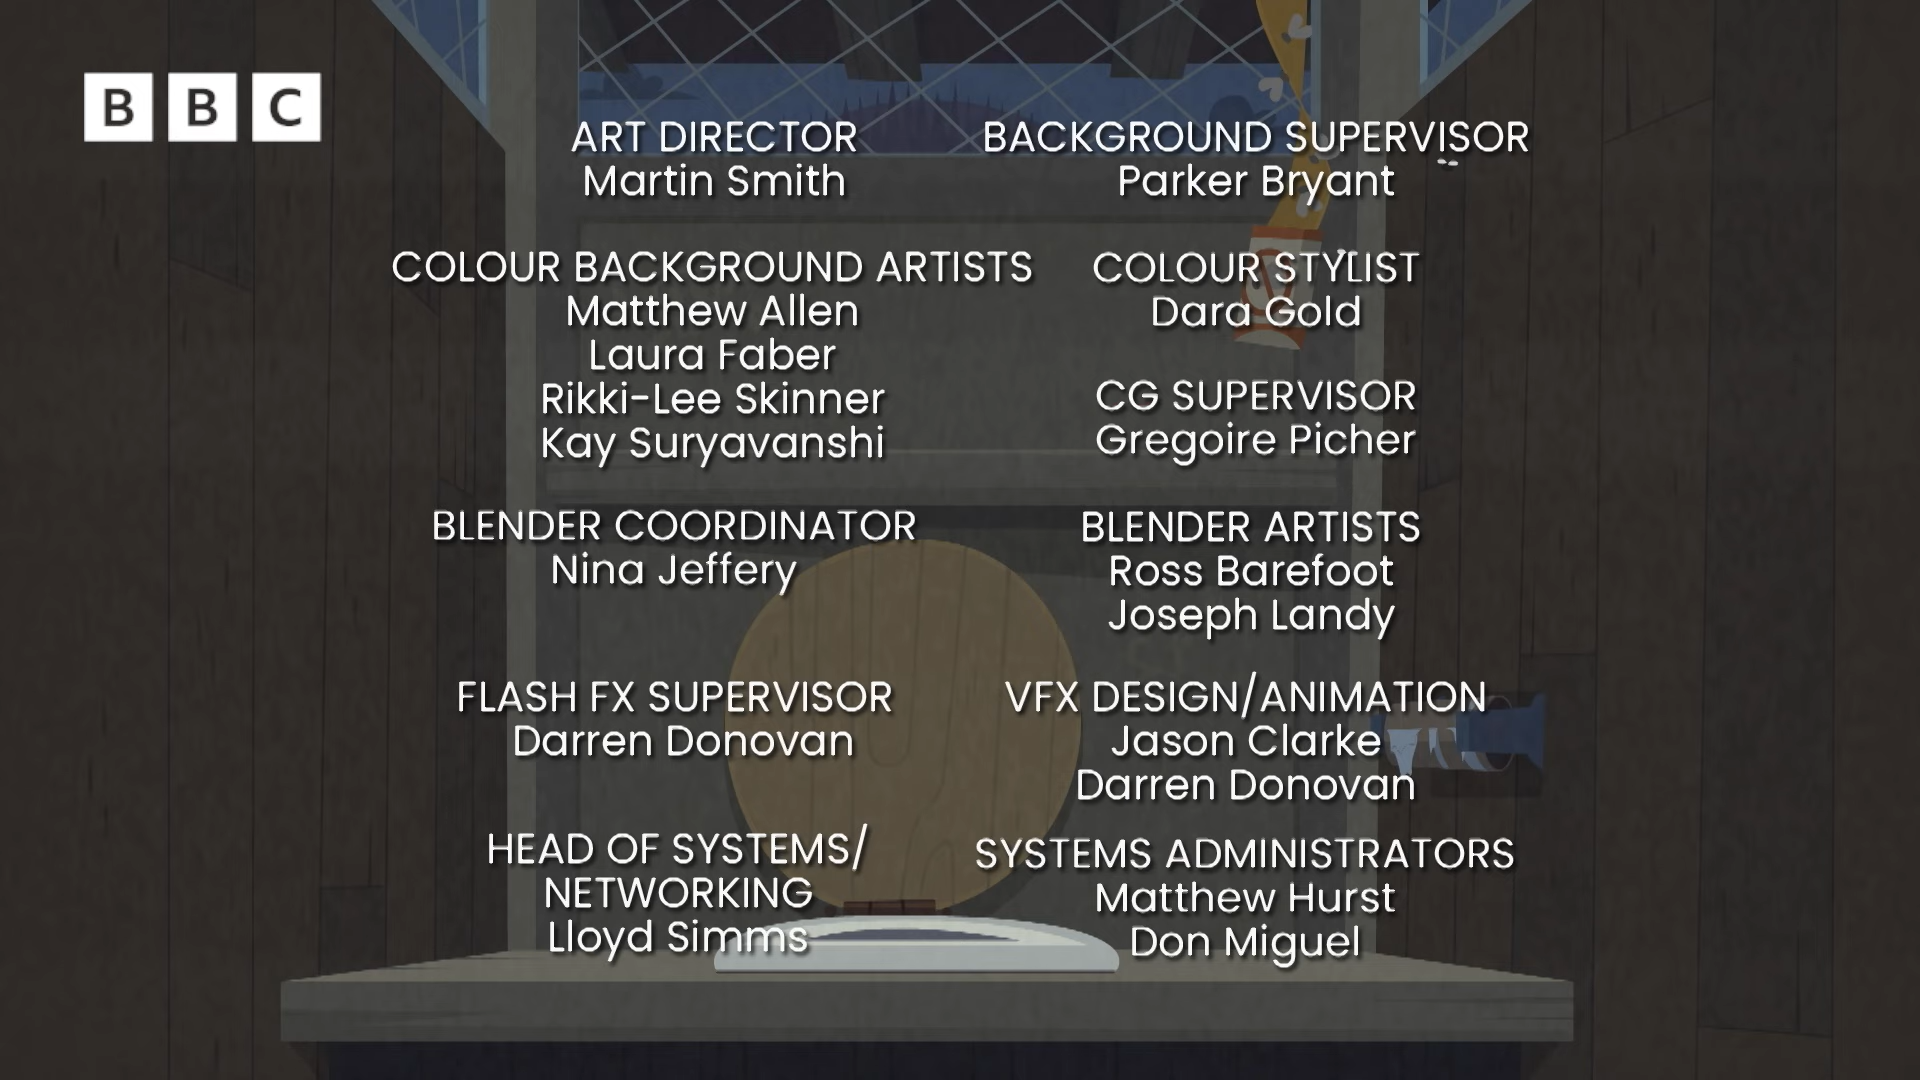 BBC
ART DIRECTOR
Martin Smith
BACKGROUND SUPERVISOR
Parker Bryant
COLOUR BACKGROUND ARTISTS
Matthew Allen
Laura Faber
Rikki-Lee Skinner
Kay Suryavanshi
COLOUR STYLIST
Dara Gold
CG SUPERVISOR
Gregoire Picher
BLENDER COORDINATOR
Nina Jeffery
BLENDER ARTISTS
Ross Barefoot
Joseph Landy
FLASH FX SUPERVISOR
Darren Donovan
VFX DESIGN/ANIMATION
Jason Clarke
Darren Donovan
HEAD OF SYSTEMS/
NETWORKING
Lloyd Simms
SYSTEMS ADMINISTRATORS
Matthew Hurst
Don Miguel